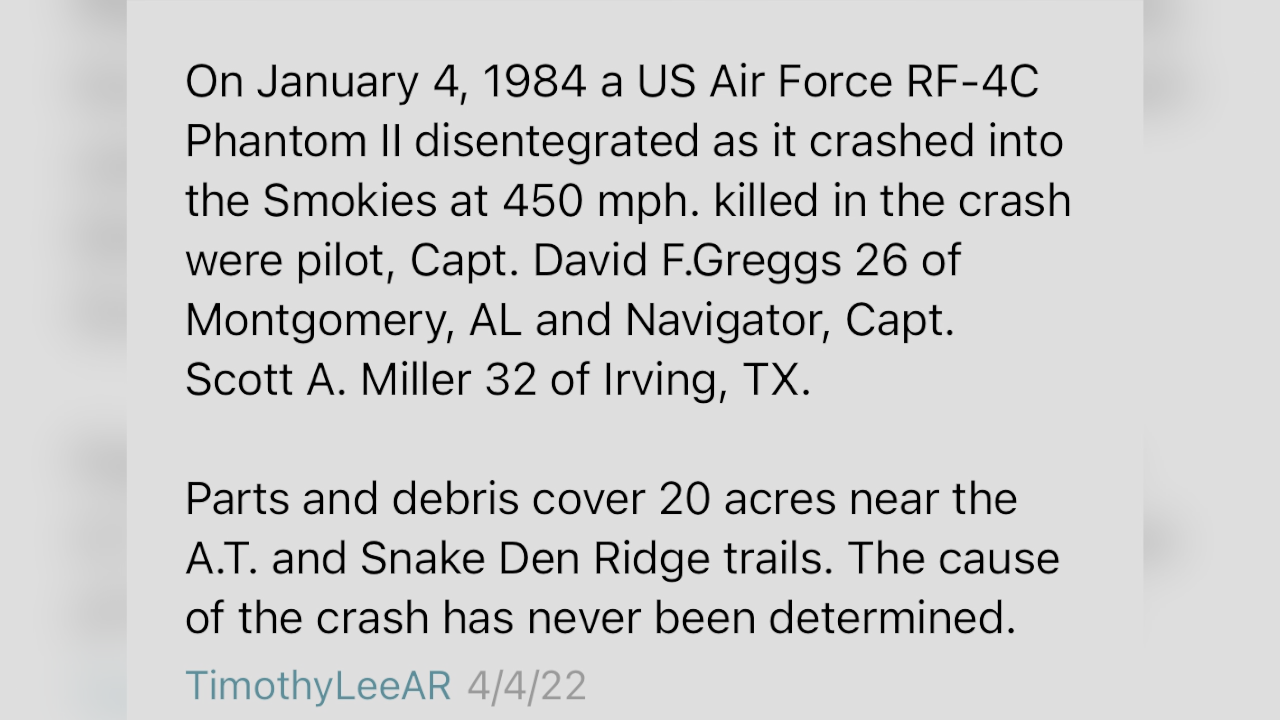 On January 4, 1984 a US Air Force RF-4C
Phantom II disentegrated as it crashed into
the Smokies at 450 mph. killed in the crash
were pilot, Capt. David F.Greggs 26 of
Montgomery, AL and Navigator, Capt.
Scott A. Miller 32 of Irving, TX.
Parts and debris cover 20 acres near the
A.T. and Snake Den Ridge trails. The cause
of the crash has never been determined.
TimothyLeeAR 4/4/22